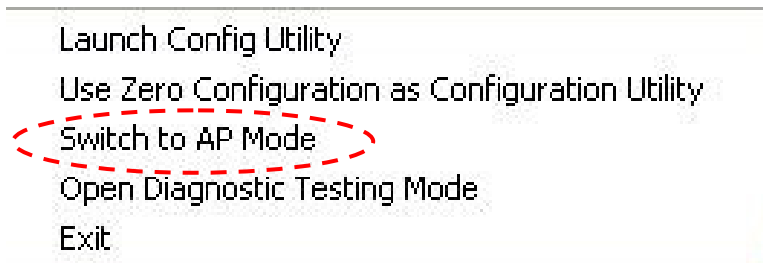 Launch Config Utility
Use Zero Configuration as Configuration Utility
Switch to AP Mode
Open Diagnostic Testing Mode
Exit